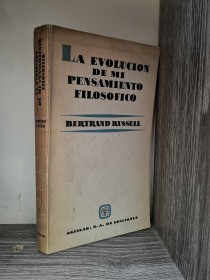 LA EVOLUCION
DE MI
PENSAMIENTO
FILOSOFICO
BERTRAND RUSSELL
AGUILAR, S. A. DE EDICIONES